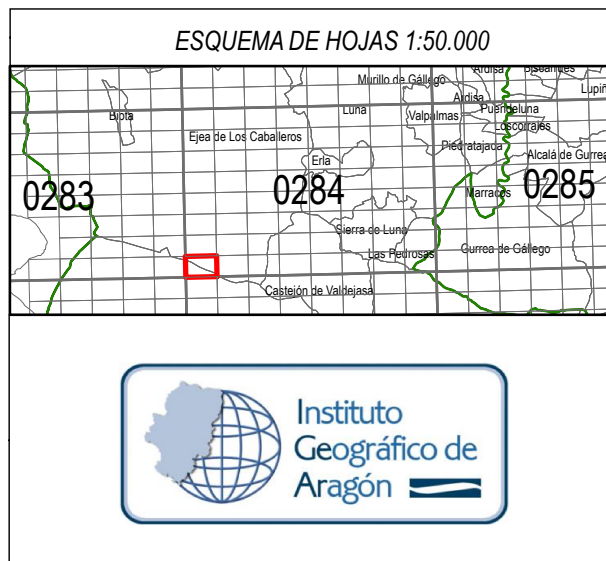 ESQUEMA DE HOJAS 1:50.000
Ardisa
Biscarrués
Murillo de Gállego
Lupiñ
Ardisa
Biota
Luna
Valpalmas
Puendeluna
Loscorrales
Ejea de Los Caballeros
Piedratajada
Erla
Alcalá de Gurrea
0283
0284
Marracos
0285
Sierra de Luna
Las Pedrosas
Gurrea de Gállego
Castejón de Valdejasa
Instituto
Geográfico de
Aragón